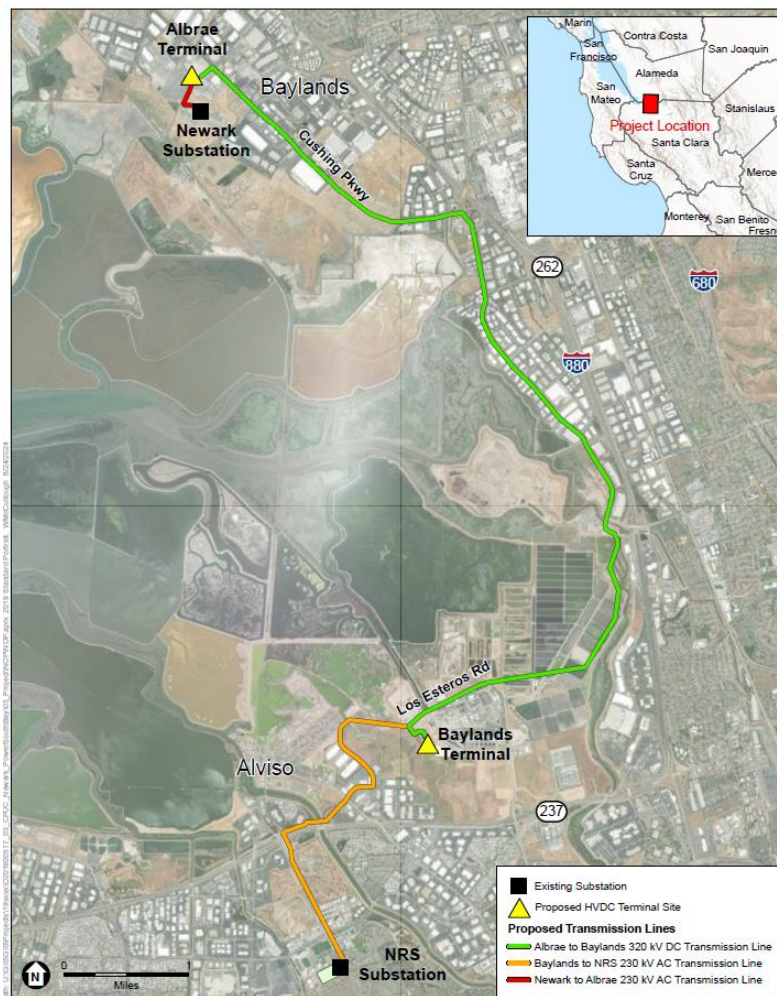 Albrae
Terminal
Baylands
Newark
Substation
Cushing Pkwy
Marin
Contra Costa
San
Francisco
San Joaquin
Alameda
San
Mateo
Stanislaus
Project Location
Santa Clara
Santa
Cruz
Merce
Monterey
San Benito
Fresn
262
680
880
Los Esteros Rd
Baylands
Terminal
Alviso
237
NRS
Substation
N
0 1
Miles
Existing Substation
Proposed HVDC Terminal Site
Proposed Transmission Lines
Albrae to Baylands 320 kV DC Transmission Line
Baylands to NRS 230 kV AC Transmission Line
Newark to Albrae 230 kV AC Transmission Line